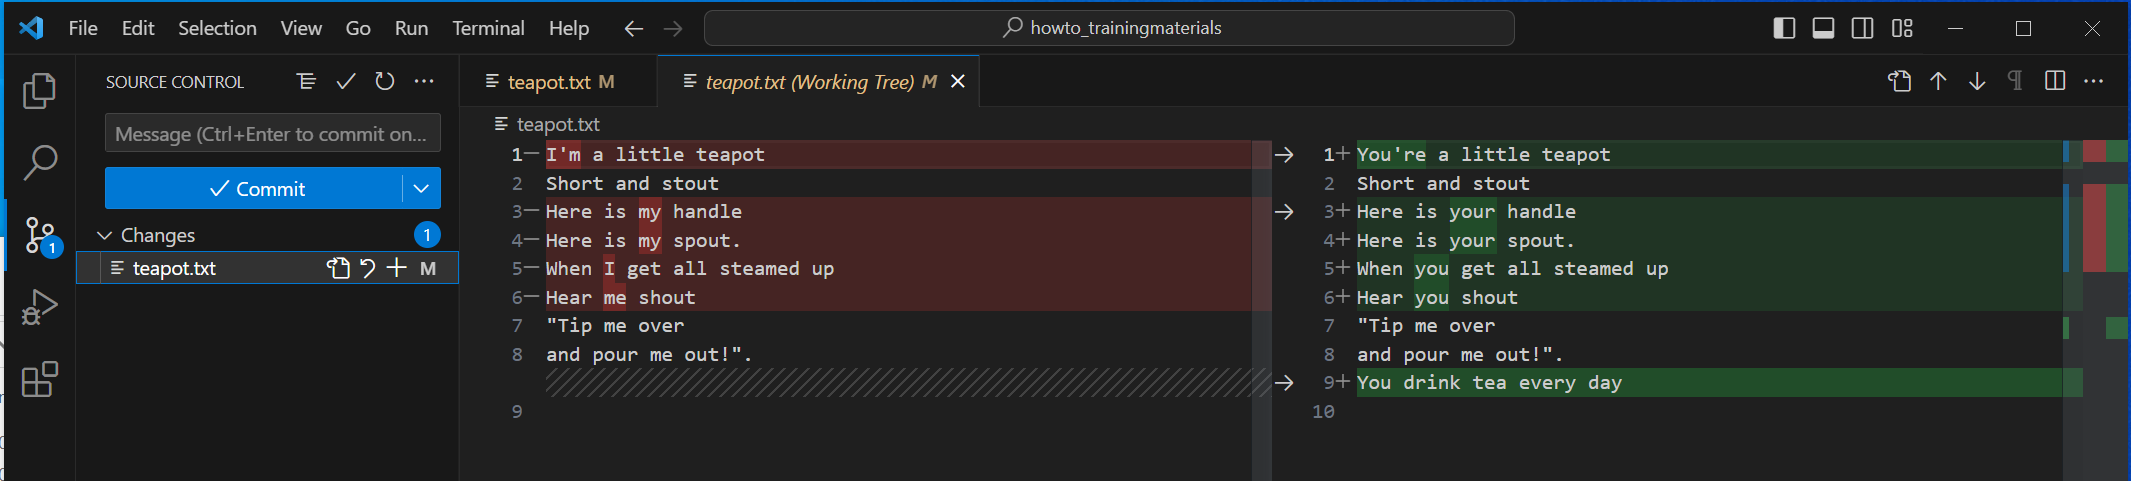 File Edit Selection View Go Run Terminal Help howto_trainingmaterials
SOURCE CONTROL
teapot.txt M
teapot.txt (Working Tree) M
teapot.txt
Message (Ctrl+Enter to commit on...
Commit
Changes 1
teapot.txt M
1
1 I'm a little teapot
2 Short and stout
3 Here is my handle
4 Here is my spout.
5 When I get all steamed up
6 Hear me shout
7 "Tip me over
8 and pour me out!".
9
1+ You're a little teapot
2 Short and stout
3+ Here is your handle
4+ Here is your spout.
5+ When you get all steamed up
6+ Hear you shout
7 "Tip me over
8 and pour me out!".
9+ You drink tea every day
10